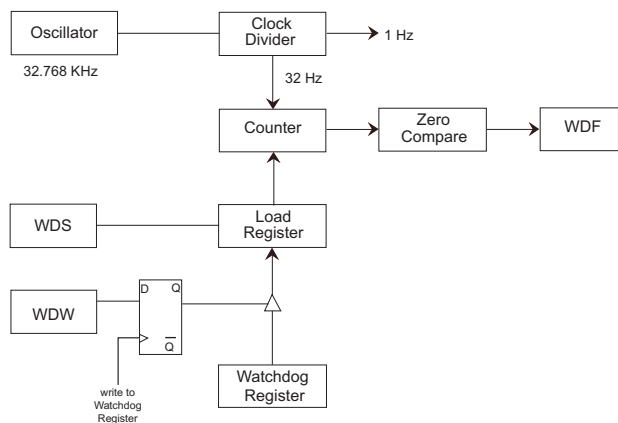 Oscillator
32.768 KHz
Clock
Divider
1 Hz
32 Hz
Counter
Zero
Compare
WDF
WDS
Load
Register
WDW
D
Q
Q
write to
Watchdog
Register
Watchdog
Register